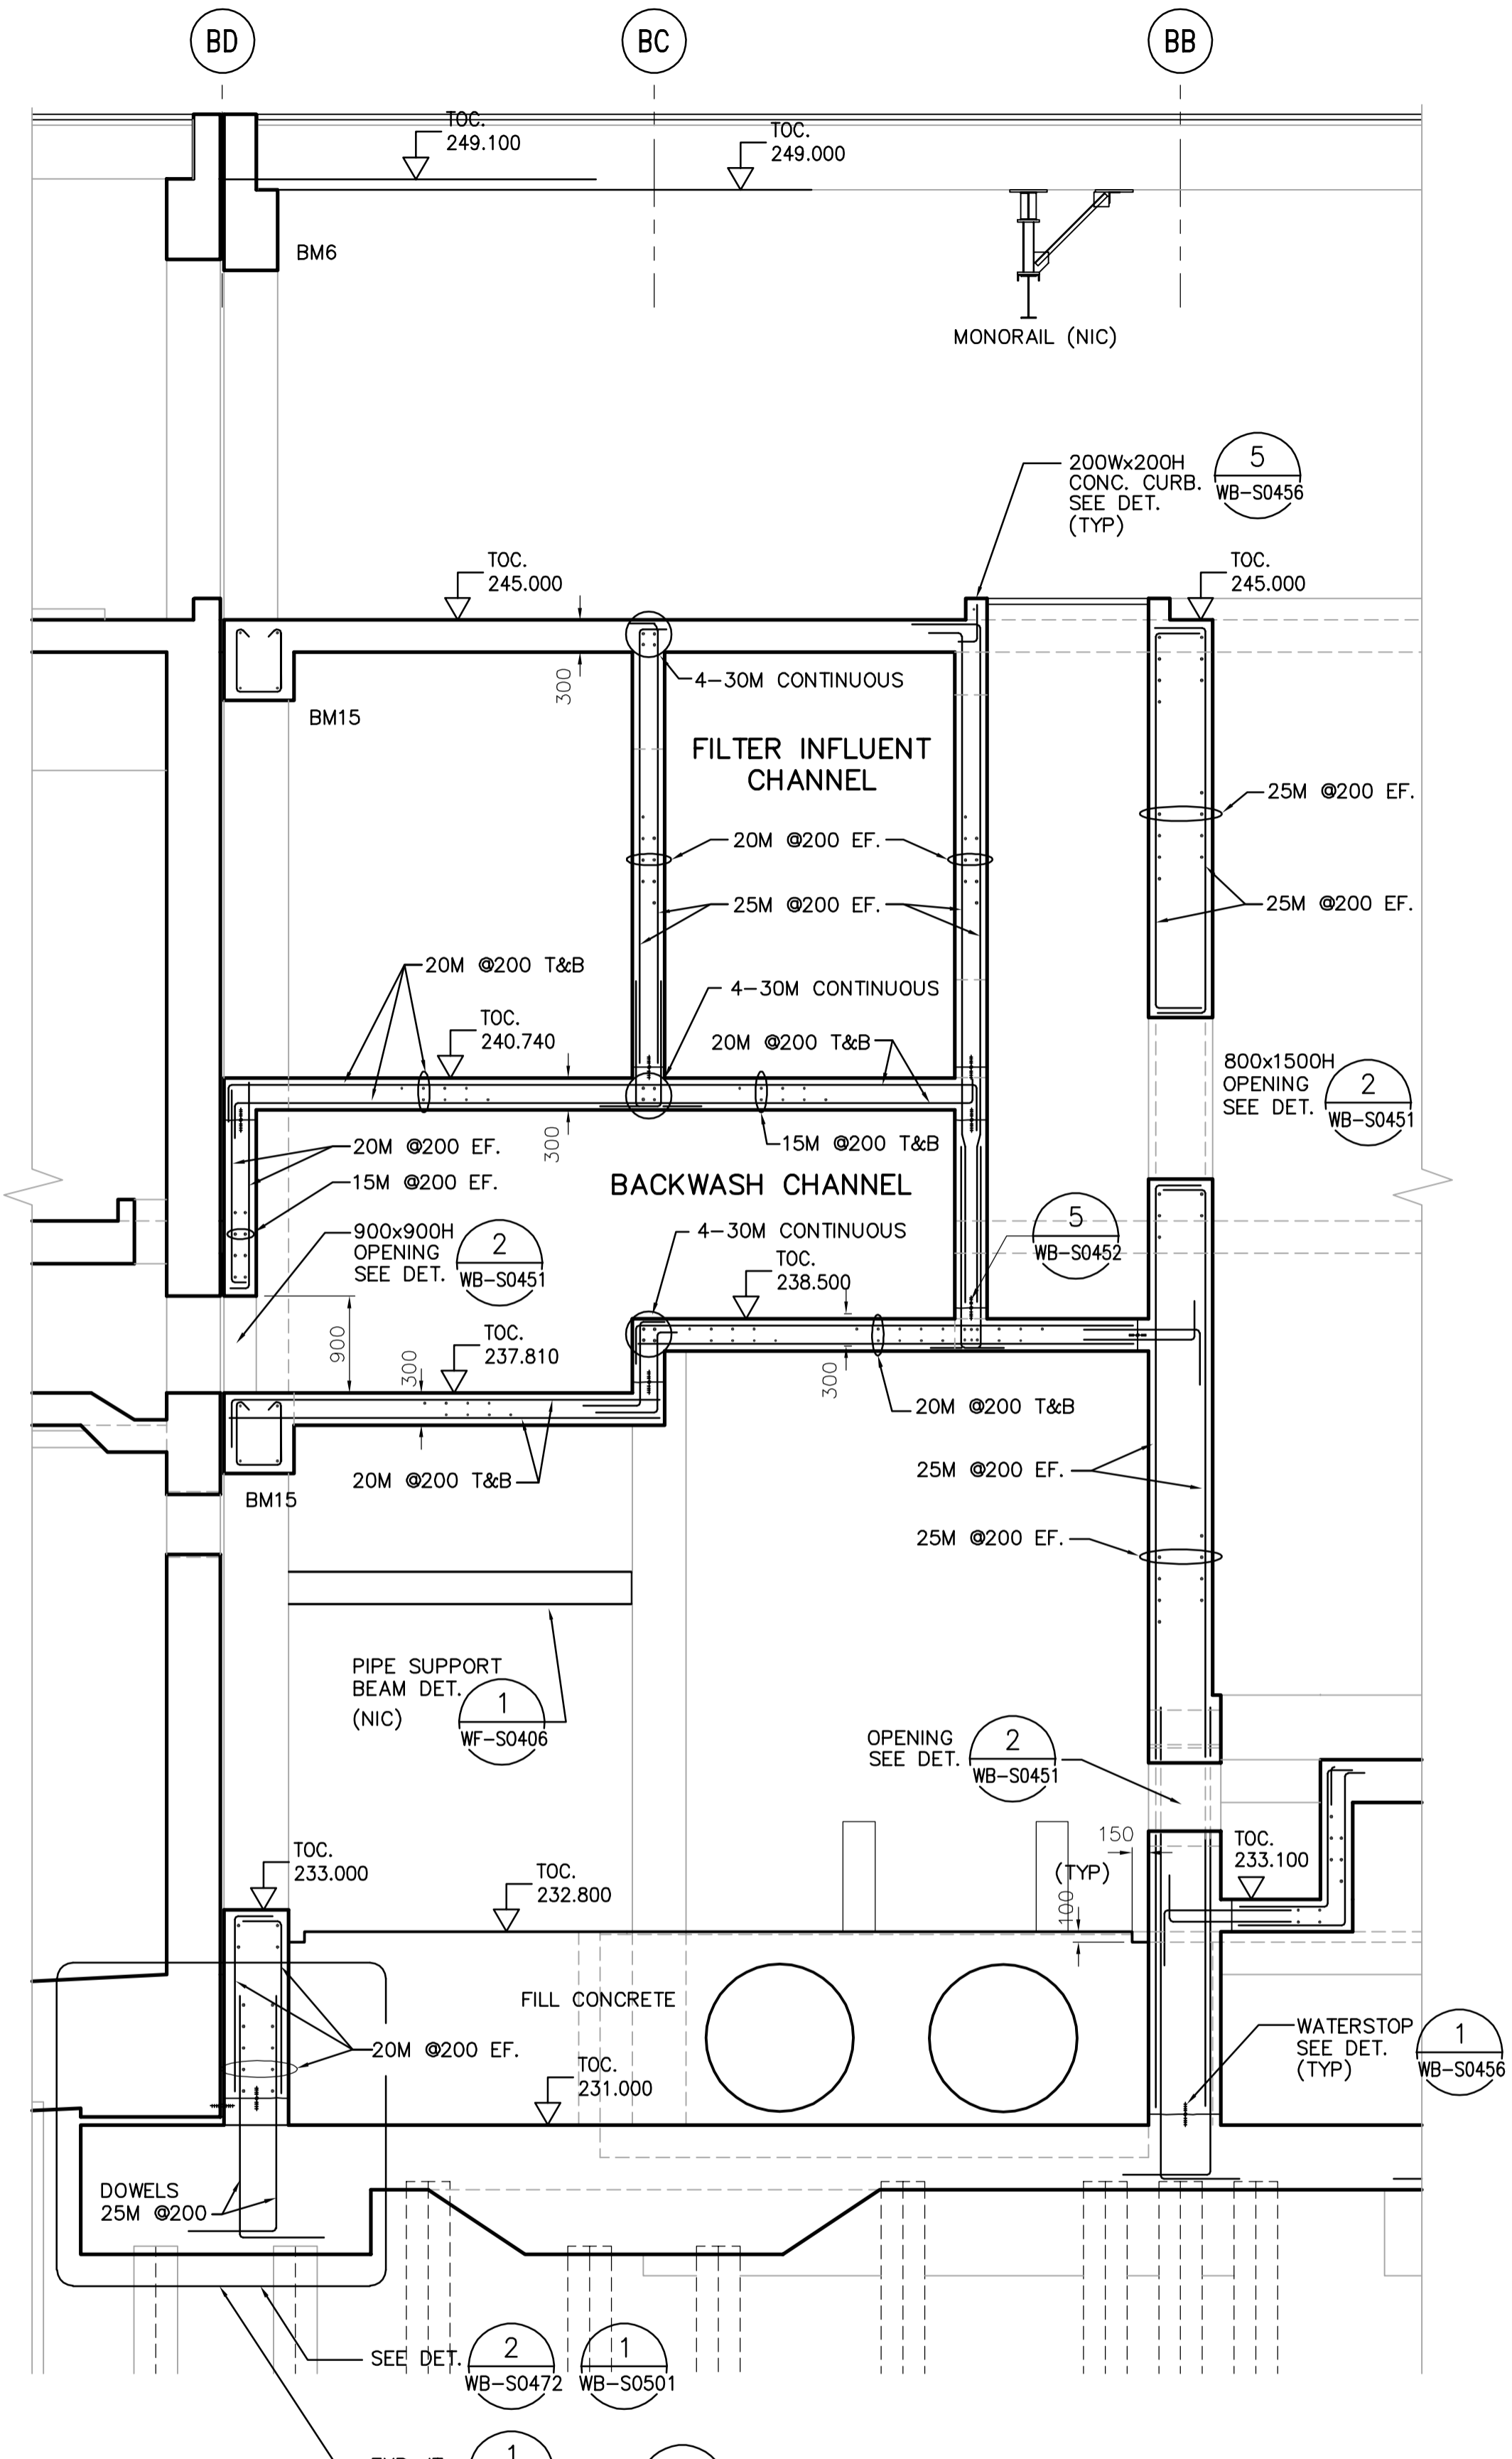 BD
BC
BB
TOC.
249.100
TOC.
249.000
BM6
MONORAIL (NIC)
200Wx200H
CONC. CURB.
SEE DET.
(TYP)
5
WB-S0456
TOC.
245.000
TOC.
245.000
300
4-30M CONTINUOUS
BM15
FILTER INFLUENT
CHANNEL
25M @200 EF.
20M @200 EF.
25M @200 EF.
25M @200 EF.
20M @200 T&B
4-30M CONTINUOUS
TOC.
240.740
20M @200 T&B
800x1500H
OPENING
SEE DET.
2
WB-S0451
300
15M @200 T&B
20M @200 EF.
15M @200 EF.
BACKWASH CHANNEL
900x900H
OPENING
SEE DET.
2
WB-S0451
4-30M CONTINUOUS
5
WB-S0452
TOC.
238.500
900
300
TOC.
237.810
300
20M @200 T&B
20M @200 T&B
BM15
25M @200 EF.
25M @200 EF.
PIPE SUPPORT
BEAM DET.
(NIC)
1
WF-S0406
OPENING
SEE DET.
2
WB-S0451
150
(TYP)
100
TOC.
233.100
TOC.
233.000
TOC.
232.800
FILL CONCRETE
20M @200 EF.
TOC.
231.000
WATERSTOP
SEE DET.
(TYP)
1
WB-S0456
DOWELS
25M @200
SEE DET.
2
WB-S0472
1
WB-S0501
1